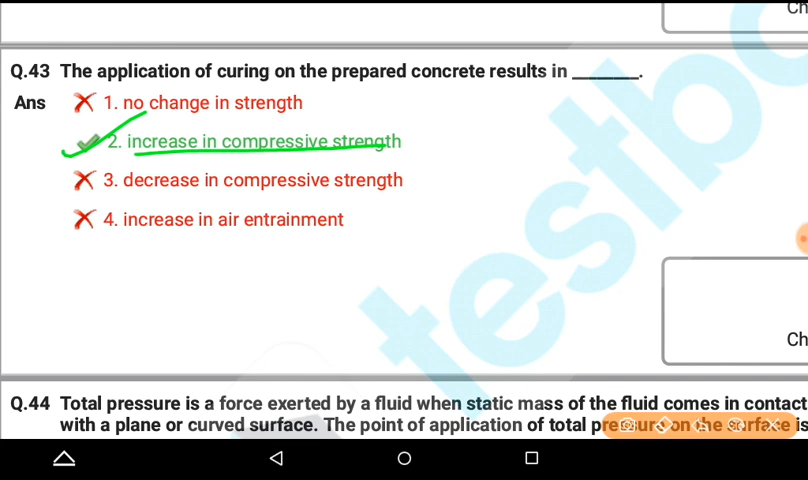 Ch
Q.43 The application of curing on the prepared concrete results in ________.
Ans 1. no change in strength
2. increase in compressive strength
3. decrease in compressive strength
4. increase in air entrainment
testbo
Ch
Q.44 Total pressure is a force exerted by a fluid when static mass of the fluid comes in contact
with a plane or curved surface. The point of application of total pressure on the surface is